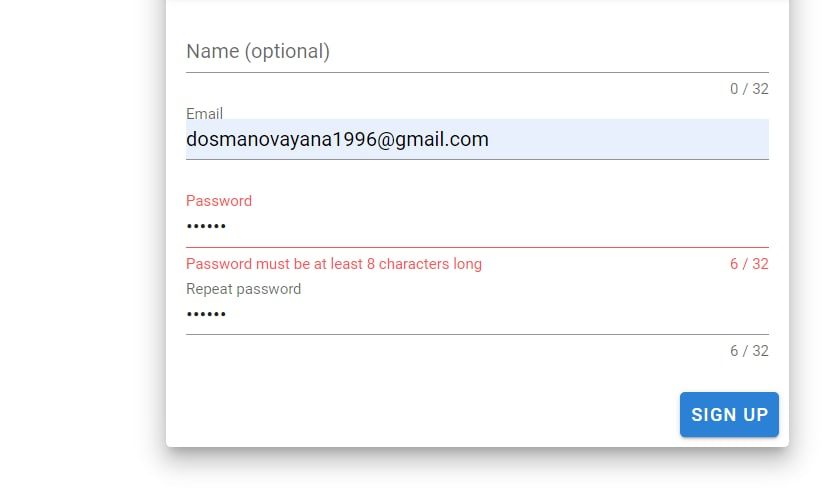 Name (optional)
0 / 32
Email
dosmanovayana1996@gmail.com
Password
••••••
Password must be at least 8 characters long 6 / 32
Repeat password
••••••
6 / 32
SIGN UP